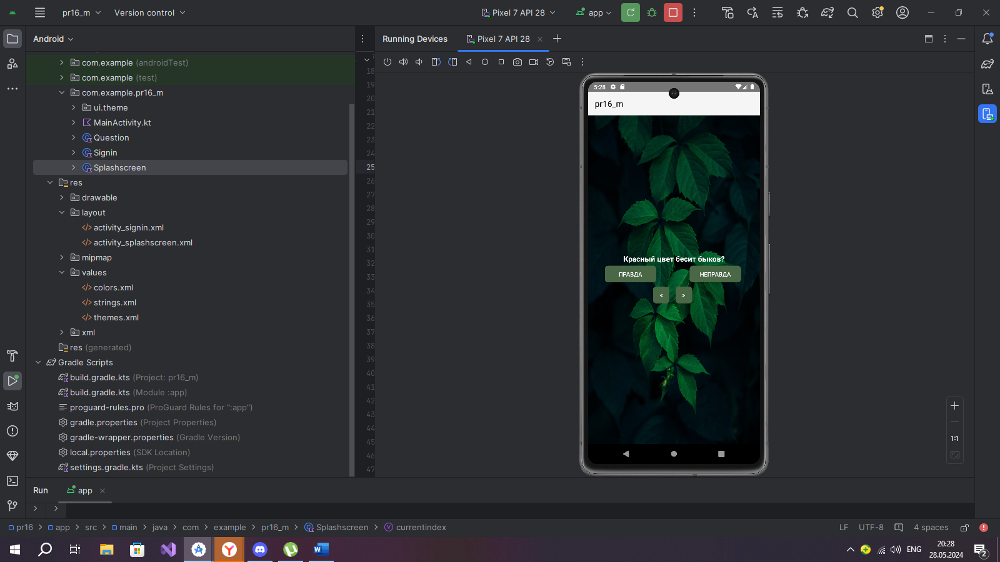 pr16_m
Version control
Pixel 7 API 28
app
Android
Running Devices
Pixel 7 API 28
com.example (androidTest)
com.example (test)
com.example.pr16_m
ui.theme
MainActivity.kt
Question
Signin
Splashscreen
res
drawable
layout
activity_signin.xml
activity_splashscreen.xml
mipmap
values
colors.xml
strings.xml
themes.xml
xml
res (generated)
Gradle Scripts
build.gradle.kts (Project: pr16_m)
build.gradle.kts (Module :app)
proguard-rules.pro (ProGuard Rules for ":app")
gradle.properties (Project Properties)
gradle-wrapper.properties (Gradle Version)
local.properties (SDK Location)
settings.gradle.kts (Project Settings)
18
19
20
21
22
23
24
25
26
27
28
29
30
31
32
33
34
35
36
37
38
39
40
41
42
43
44
45
46
47
5:28
pr16_m
Красный цвет бесит быков?
ПРАВДА
НЕПРАВДА
<
>
1:1
Run
app
pr16 > app > src > main > java > com > example > pr16_m > Splashscreen > currentindex
LF
UTF-8
4 spaces
ENG
20:28
28.05.2024
2